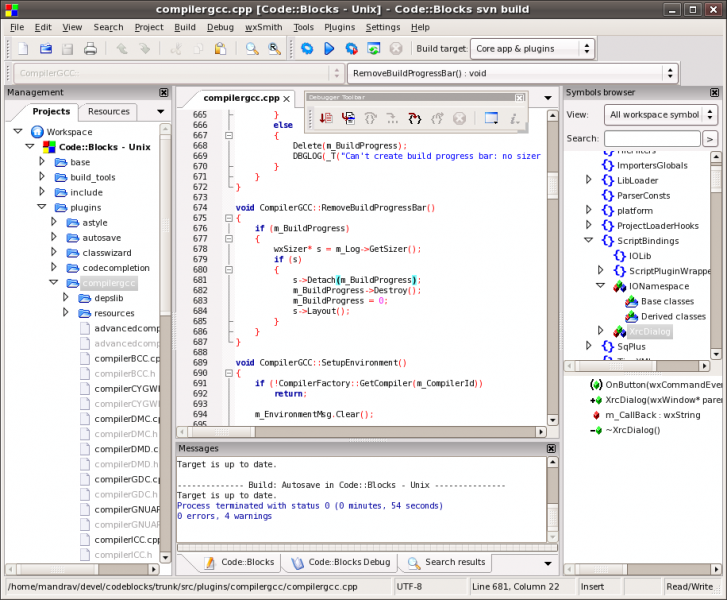 compilergcc.cpp [Code::Blocks - Unix] - Code::Blocks svn build
File Edit View Search Project Build Debug wxSmith Tools Plugins Settings Help
Build target: Core app & plugins
CompilerGCC::
RemoveBuildProgressBar() : void
Management
Projects Resources
Workspace
Code::Blocks - Unix
base
build_tools
include
plugins
astyle
autosave
classwizard
codecompletion
compilergcc
depslib
resources
advancedcomp
advancedcomp
compilerBCC.cp
compilerBCC.h
compilerCYGWI
compilerCYGWI
compilerDMC.c
compilerDMC.h
compilerDMD.c
compilerDMD.h
compilerGDC.cp
compilerGDC.h
compilerGNUAF
compilerGNUAF
compilerICC.cp
compilerICC.h
compilergcc.cpp
Debugger Toolbar
665 }
666 else
667 {
668 Delete(m_BuildProgress);
669 DBGLOG(_T("Can't create build progress bar: no sizer
670 }
671 }
672 }
673
674 void CompilerGCC::RemoveBuildProgressBar()
675 {
676 if (m_BuildProgress)
677 {
678 wxSizer* s = m_Log->GetSizer();
679 if (s)
680 {
681 s->Detach(m_BuildProgress);
682 m_BuildProgress->Destroy();
683 m_BuildProgress = 0;
684 s->Layout();
685 }
686 }
687 }
688
689 void CompilerGCC::SetupEnvironment()
690 {
691 if (!CompilerFactory::GetCompiler(m_CompilerId))
692 return;
693
694 m_EnvironmentMsg.Clear();
695
Messages
Target is up to date.
-------------- Build: Autosave in Code::Blocks - Unix ---------------
Target is up to date.
Process terminated with status 0 (0 minutes, 54 seconds)
0 errors, 4 warnings
Code::Blocks Code::Blocks Debug Search results
Symbols browser
View: All workspace symbol
Search: >
ImportersGlobals
LibLoader
ParserConsts
platform
ProjectLoaderHooks
ScriptBindings
IOLib
ScriptPluginWrappe
IONamespace
Base classes
Derived classes
XrcDialog
SqPlus
OnButton(wxCommandEve
XrcDialog(wxWindow* pare
m_CallBack : wxString
~XrcDialog()
/home/mandrav/devel/codeblocks/trunk/src/plugins/compilergcc/compilergcc.cpp UTF-8 Line 681, Column 22 Insert Read/Write